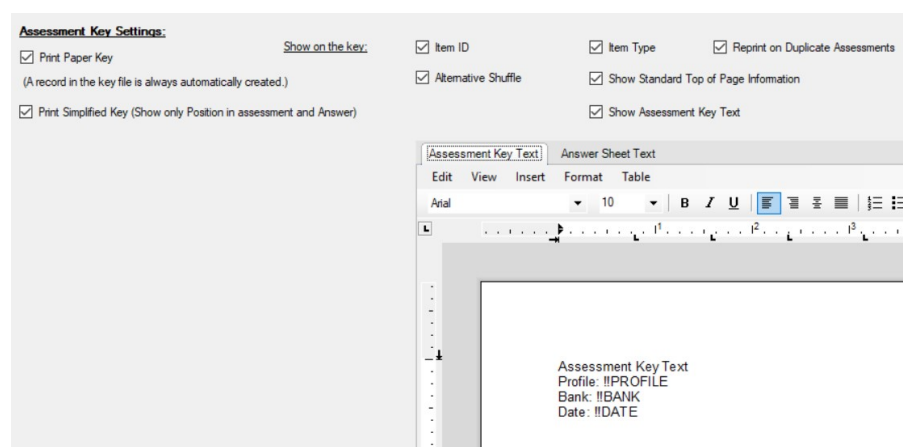 Assessment Key Settings:
Show on the key:
Print Paper Key
(A record in the key file is always automatically created.)
Print Simplified Key (Show only Position in assessment and Answer)
Item ID Item Type Reprint on Duplicate Assessments
Alternative Shuffle Show Standard Top of Page Information
Show Assessment Key Text
Assessment Key Text Answer Sheet Text
Edit View Insert Format Table
Arial 10 B I U
L 1 2 3
Assessment Key Text
Profile: !!PROFILE
Bank: !!BANK
Date: !!DATE